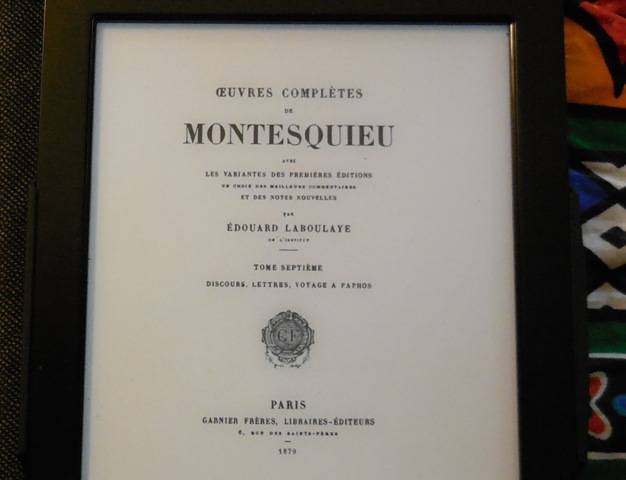 ŒUVRES COMPLÈTES
DE
MONTESQUIEU
AVEC
LES VARIANTES DES PREMIÈRES ÉDITIONS
UN CHOIX DES MEILLEURS COMMENTAIRES
ET DES NOTES NOUVELLES
PAR
ÉDOUARD LABOULAYE
DE L'INSTITUT
TOME SEPTIÈME
DISCOURS, LETTRES, VOYAGE A PAPHOS
GF
PARIS
GARNIER FRÈRES, LIBRAIRES-ÉDITEURS
6, RUE DES SAINTS-PÈRES
1879